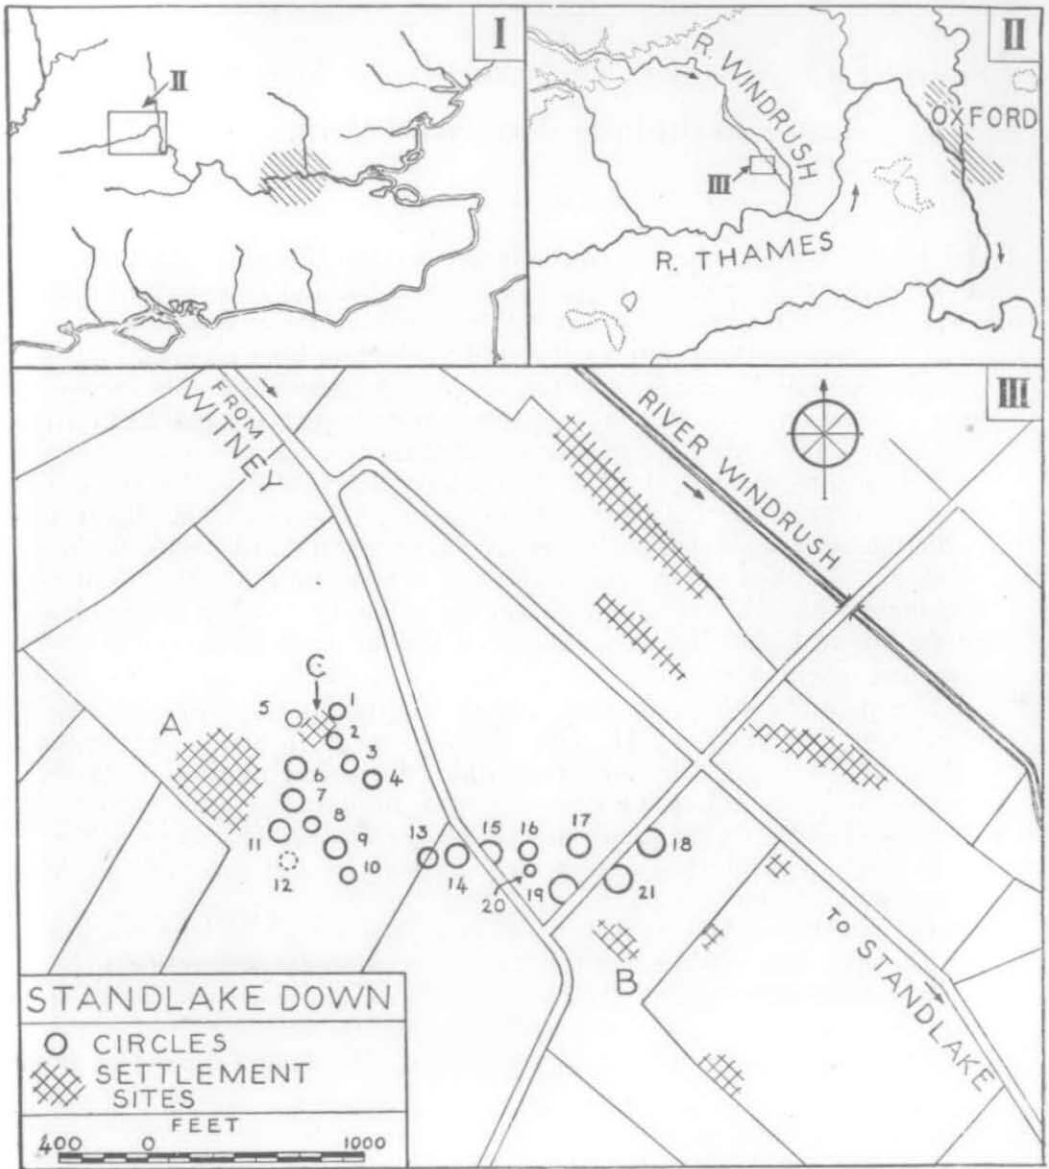 I
II
II
R. WINDRUSH
OXFORD
III
R. THAMES
III
FROM
WITNEY
RIVER WINDRUSH
C
A
5
1
2
3
4
6
7
8
11
9
12
10
13
14
15
16
17
18
20
19
21
B
TO STANDLAKE
STANDLAKE DOWN
CIRCLES
SETTLEMENT
SITES
FEET
400 0 1000